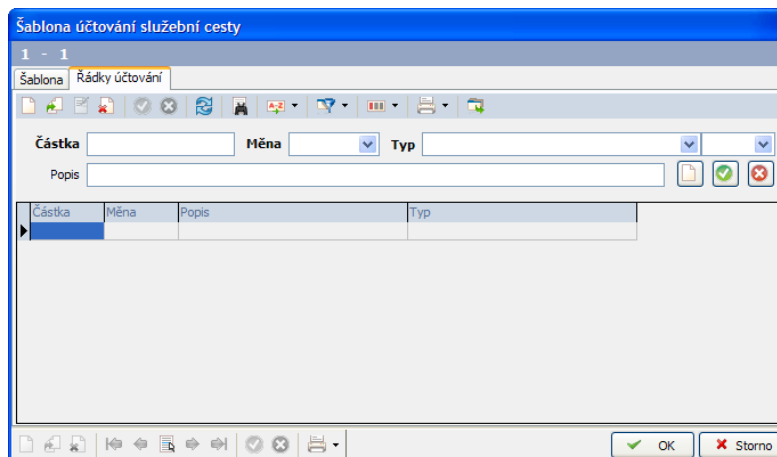 Šablona účtování služební cesty
1 - 1
Šablona Řádky účtování
Částka Měna Typ
Popis
Částka Měna Popis Typ
OK Storno